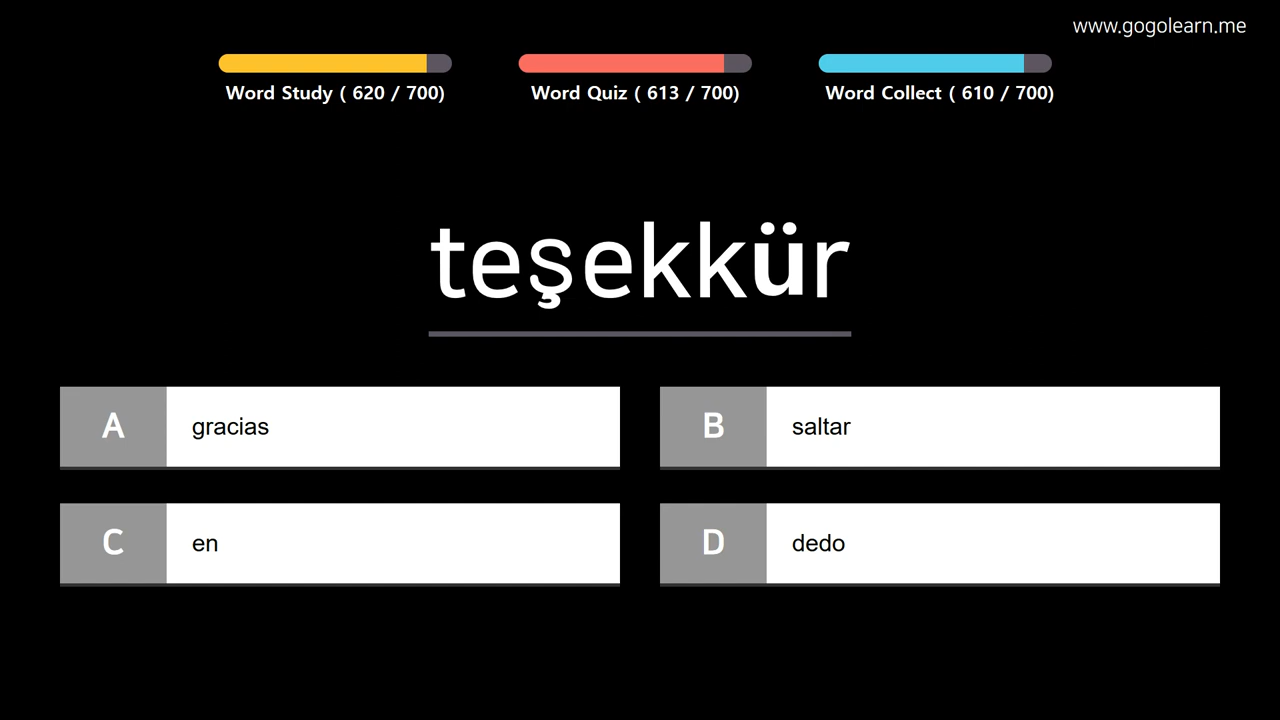 www.gogolearn.me
Word Study ( 620 / 700)
Word Quiz ( 613 / 700)
Word Collect ( 610 / 700)
teşekkür
A gracias
B saltar
C en
D dedo